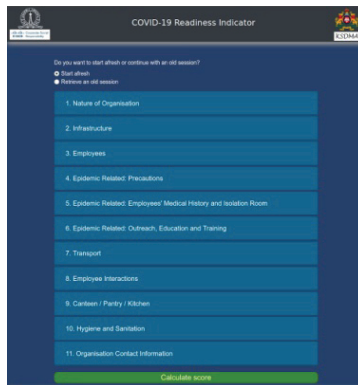 COVID-19 Readiness Indicator
KSDMA
Do you want to start afresh or continue with an old session?
Start afresh
Retrieve an old session
1. Nature of Organisation
2. Infrastructure
3. Employees
4. Epidemic Related: Precautions
5. Epidemic Related: Employees' Medical History and Isolation Room
6. Epidemic Related: Outreach, Education and Training
7. Transport
8. Employee Interactions
9. Canteen / Pantry / Kitchen
10. Hygiene and Sanitation
11. Organisation Contact Information
Calculate score